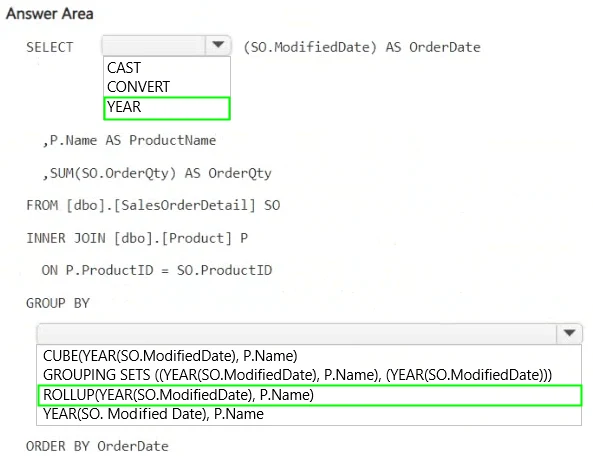 Answer Area
SELECT (SO.ModifiedDate) AS OrderDate
CAST
CONVERT
YEAR
,P.Name AS ProductName
,SUM(SO.OrderQty) AS OrderQty
FROM [dbo].[SalesOrderDetail] SO
INNER JOIN [dbo].[Product] P
ON P.ProductID = SO.ProductID
GROUP BY
CUBE(YEAR(SO.ModifiedDate), P.Name)
GROUPING SETS ((YEAR(SO.ModifiedDate), P.Name), (YEAR(SO.ModifiedDate)))
ROLLUP(YEAR(SO.ModifiedDate), P.Name)
YEAR(SO. Modified Date), P.Name
ORDER BY OrderDate